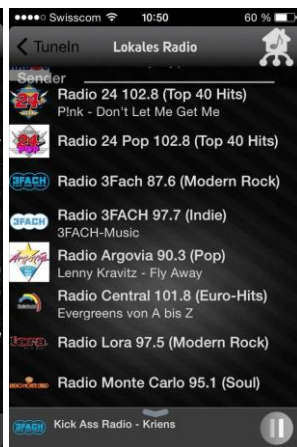 Swisscom 10:50 60 %
TuneIn Lokales Radio
Sender
Radio 24 102.8 (Top 40 Hits)
P!nk - Don't Let Me Get Me
Radio 24 Pop 102.8 (Top 40 Hits)
3FACH Radio 3Fach 87.6 (Modern Rock)
3FACH Radio 3FACH 97.7 (Indie)
3FACH-Music
Radio Argovia 90.3 (Pop)
Lenny Kravitz - Fly Away
Radio Central 101.8 (Euro-Hits)
Evergreens von A bis Z
Radio Lora 97.5 (Modern Rock)
Radio Monte Carlo 95.1 (Soul)
3FACH Kick Ass Radio - Kriens